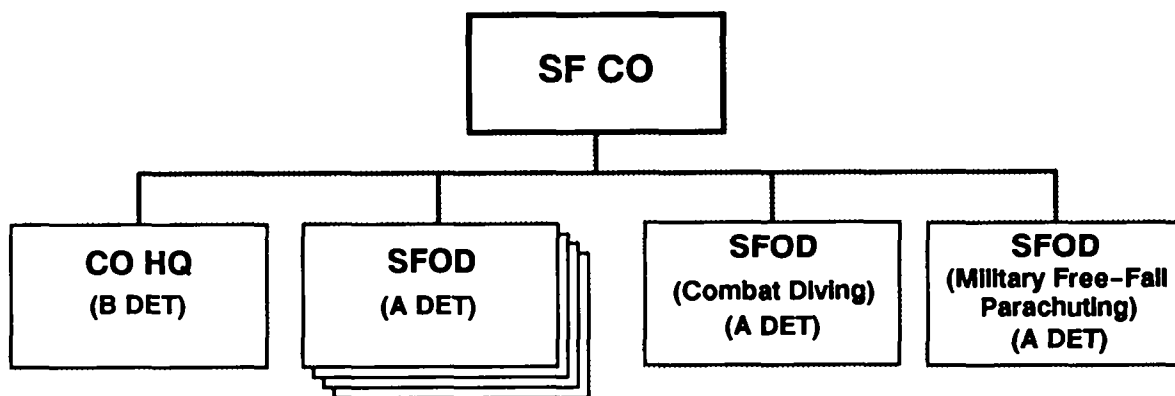 SF CO
CO HQ
(B DET)
SFOD
(A DET)
SFOD
(Combat Diving)
(A DET)
SFOD
(Military Free-Fall
Parachuting)
(A DET)